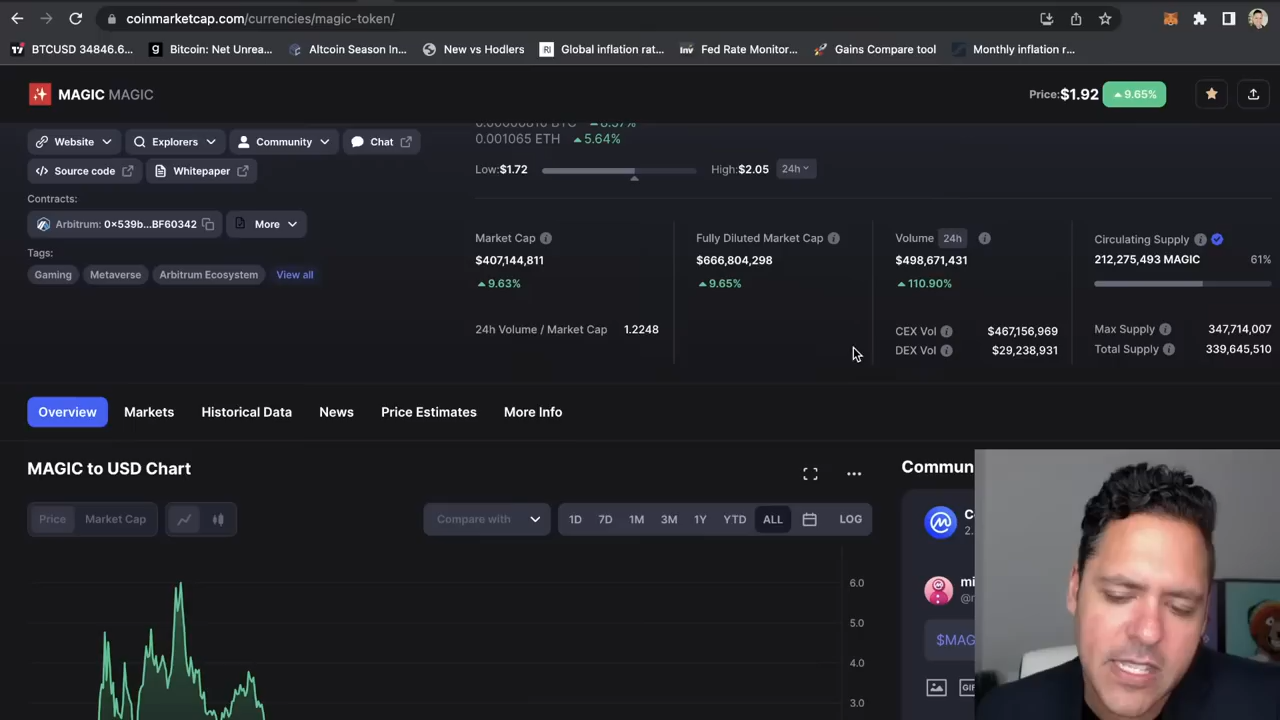 coinmarketcap.com/currencies/magic-token/
BTCUSD 34846.6... Bitcoin: Net Unrea... Altcoin Season In... New vs Hodlers Global inflation rat... Fed Rate Monitor... Gains Compare tool Monthly inflation r...
MAGIC MAGIC Price:$1.92 9.65%
0.001065 ETH 5.64%
Website Explorers Community Chat
Low:$1.72 High:$2.05 24h
Source code Whitepaper
Contracts:
Arbitrum: 0×539b...BF60342 More
Tags:
Gaming Metaverse Arbitrum Ecosystem View all
Market Cap Fully Diluted Market Cap Volume 24h Circulating Supply
$407,144,811 $666,804,298 $498,671,431 212,275,493 MAGIC 61%
9.63% 9.65% 110.90%
24h Volume / Market Cap 1.2248
CEX Vol $467,156,969 Max Supply 347,714,007
DEX Vol $29,238,931 Total Supply 339,645,510
Overview Markets Historical Data News Price Estimates More Info
MAGIC to USD Chart Commun
Price Market Cap Compare with 1D 7D 1M 3M 1Y YTD ALL LOG
C
2.
6.0
mi
@
5.0
$MAG
4.0
GIF
3.0